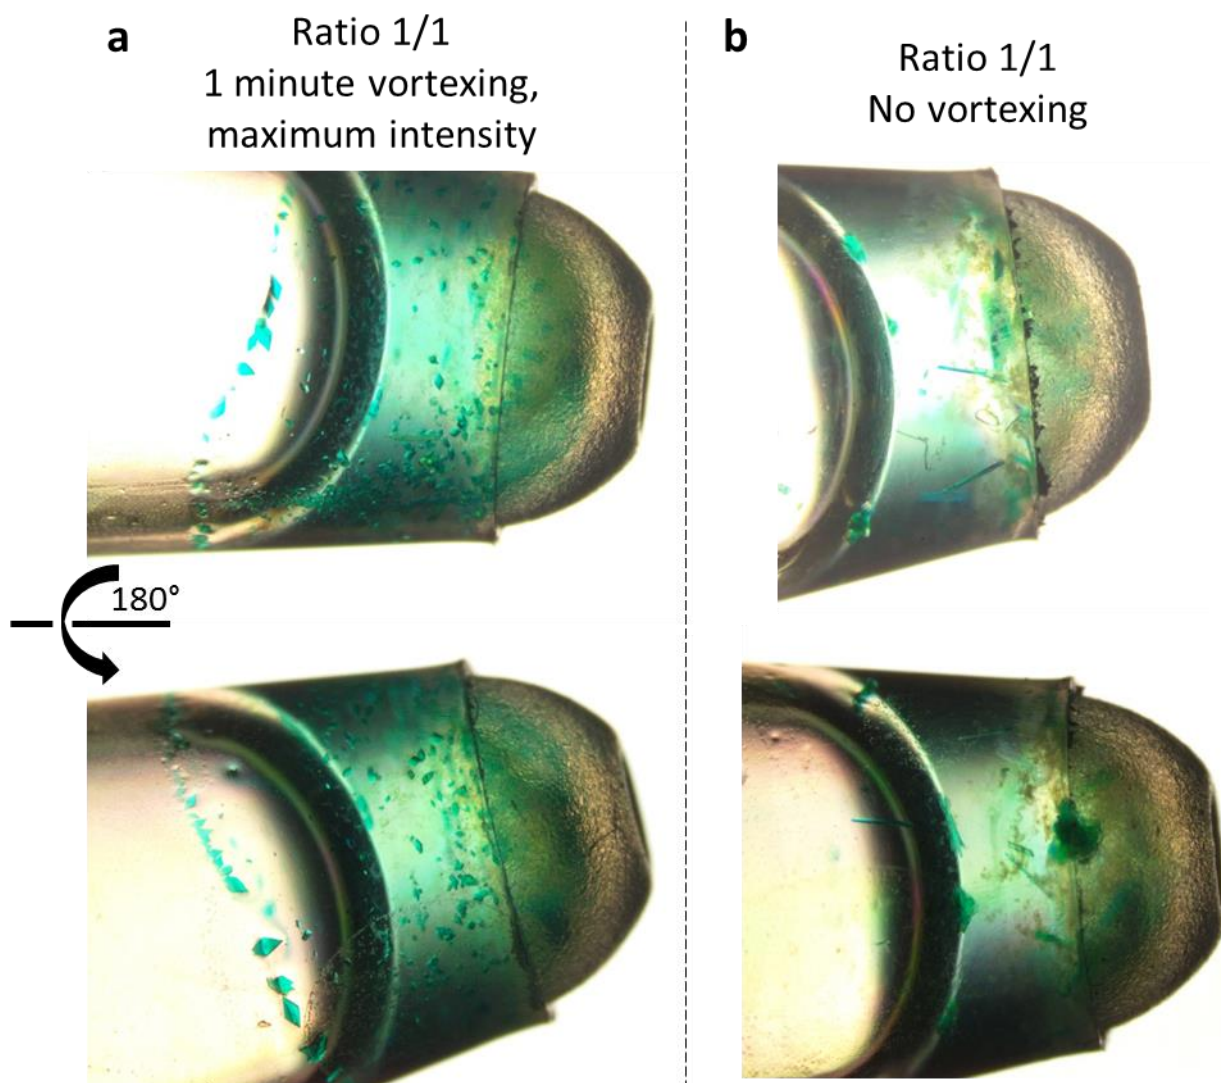 a
Ratio 1/1
1 minute vortexing,
maximum intensity
b
Ratio 1/1
No vortexing
180°